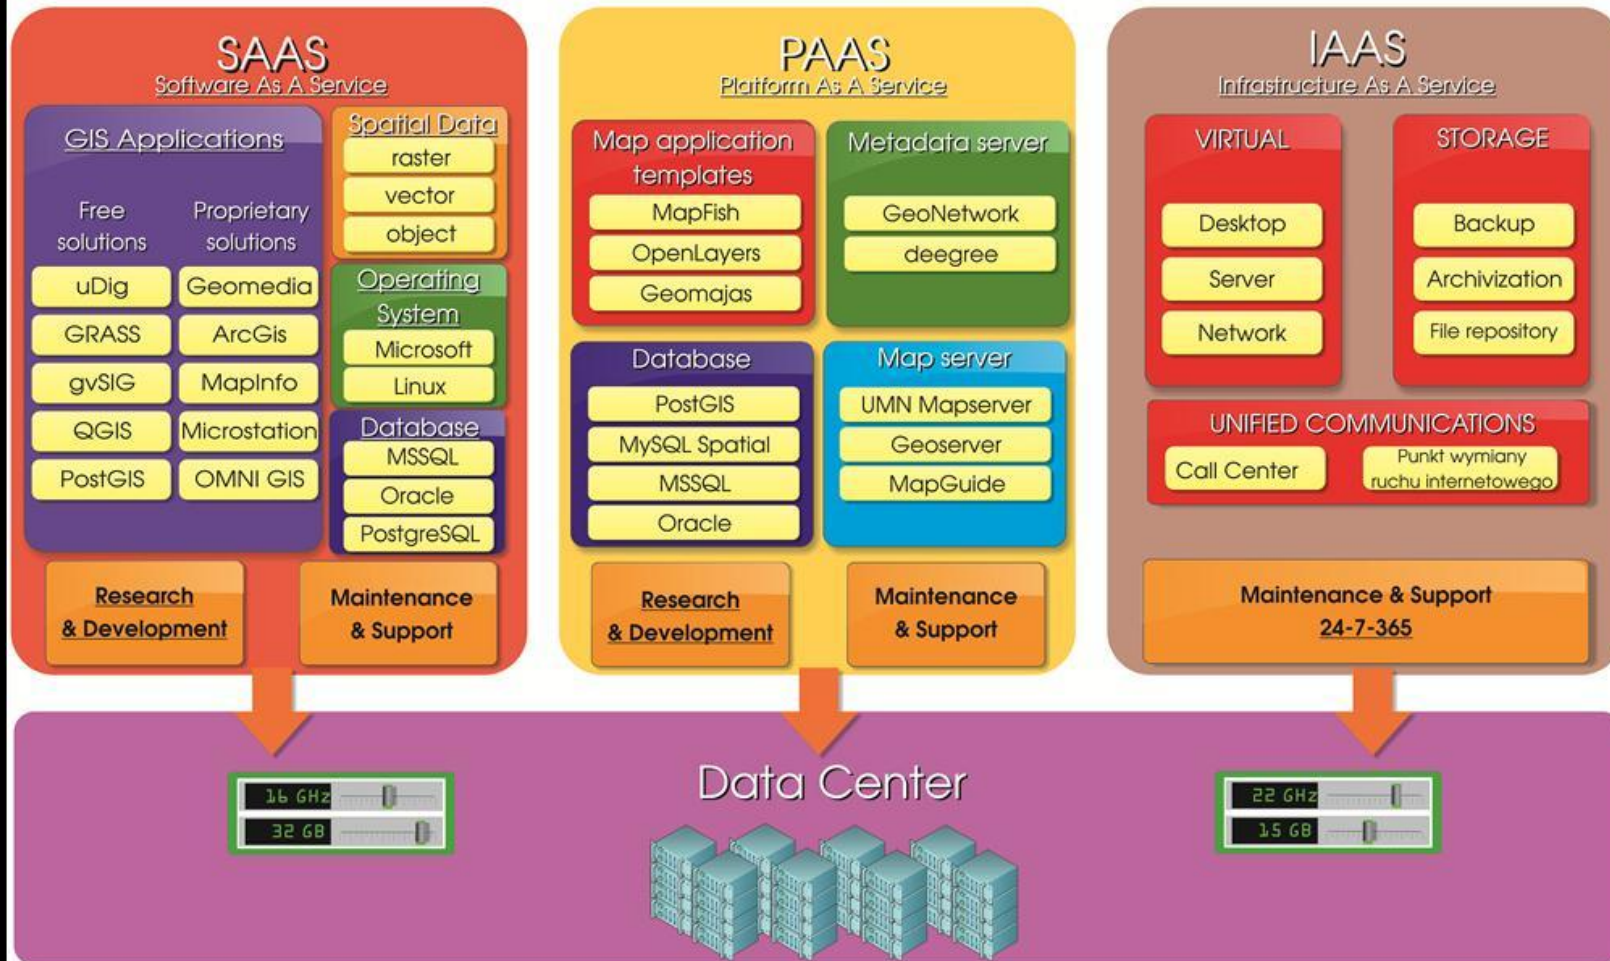 SAAS
Software As A Service
GIS Applications
Free
solutions
Proprietary
solutions
uDig
Geomedia
GRASS
ArcGis
gvSIG
MapInfo
QGIS
Microstation
PostGIS
OMNI GIS
Spatial Data
raster
vector
object
Operating
System
Microsoft
Linux
Database
MSSQL
Oracle
PostgreSQL
Research
& Development
Maintenance
& Support
PAAS
Platform As A Service
Map application
templates
MapFish
OpenLayers
Geomajas
Metadata server
GeoNetwork
deegree
Database
PostGIS
MySQL Spatial
MSSQL
Oracle
Map server
UMN Mapserver
Geoserver
MapGuide
Research
& Development
Maintenance
& Support
IAAS
Infrastructure As A Service
VIRTUAL
Desktop
Server
Network
STORAGE
Backup
Archivization
File repository
UNIFIED COMMUNICATIONS
Call Center
Punkt wymiany
ruchu internetowego
Maintenance & Support
24-7-365
Data Center
16 GHz
32 GB
22 GHz
15 GB